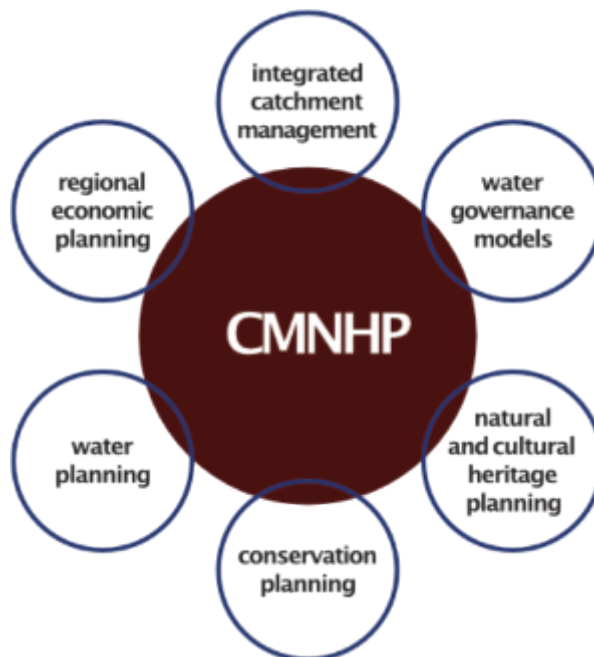 integrated
catchment
management
regional
economic
planning
water
governance
models
CMNHP
water
planning
natural
and cultural
heritage
planning
conservation
planning